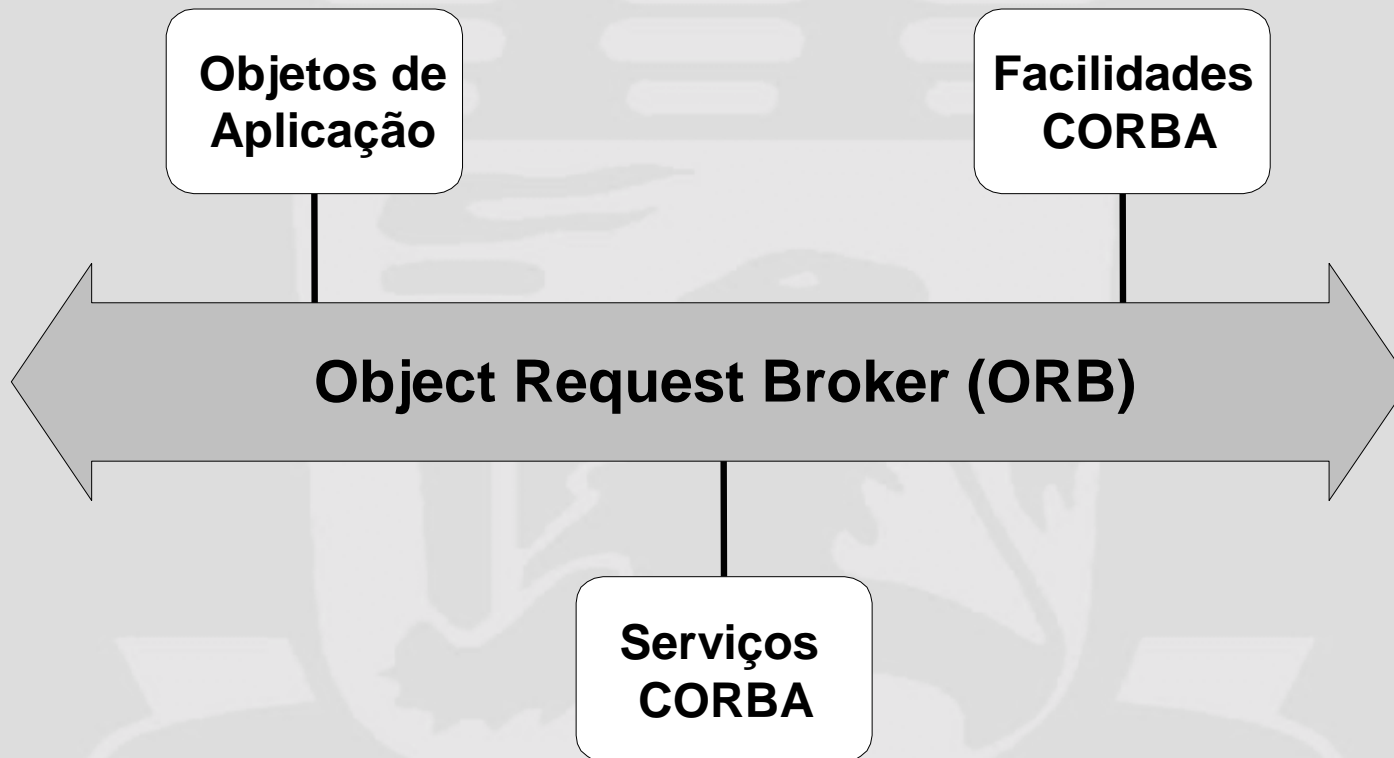 Objetos de
Aplicação
Facilidades
CORBA
Object Request Broker (ORB)
Serviços
CORBA